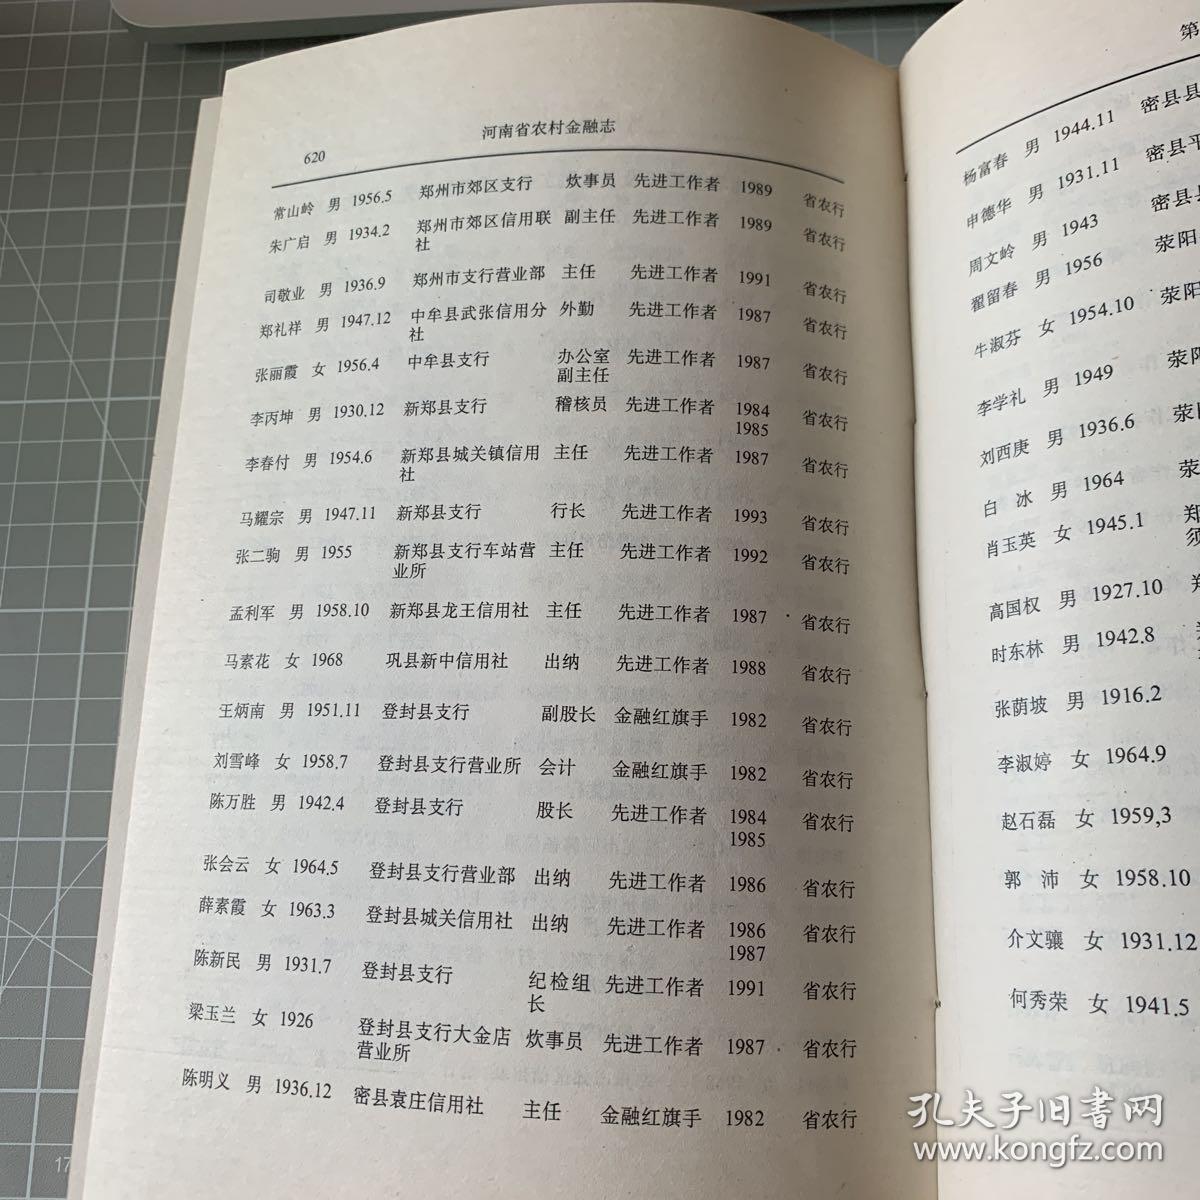 河南省农村金融志
620
常山岭 男 1956.5 郑州市郊区支行 炊事员 先进工作者 1989 省农行
朱广启 男 1934.2 郑州市郊区信用联 副主任 先进工作者 1989 省农行
社
司敬业 男 1936.9 郑州市支行营业部 主任 先进工作者 1991 省农行
郑礼祥 男 1947.12 中牟县武张信用分 外勤 先进工作者 1987 省农行
社
张丽霞 女 1956.4 中牟县支行 办公室 先进工作者 1987 省农行
副主任
李丙坤 男 1930.12 新郑县支行 稽核员 先进工作者 1984 省农行
1985
李春付 男 1954.6 新郑县城关镇信用 主任 先进工作者 1987 省农行
社
马耀宗 男 1947.11 新郑县支行 行长 先进工作者 1993 省农行
张二驹 男 1955 新郑县支行车站营 主任 先进工作者 1992 省农行
业所
孟利军 男 1958.10 新郑县龙王信用社 主任 先进工作者 1987 省农行
马素花 女 1968 巩县新中信用社 出纳 先进工作者 1988 省农行
王炳南 男 1951.11 登封县支行 副股长 金融红旗手 1982 省农行
刘雪峰 女 1958.7 登封县支行营业所 会计 金融红旗手 1982 省农行
陈万胜 男 1942.4 登封县支行 股长 先进工作者 1984 省农行
1985
张会云 女 1964.5 登封县支行营业部 出纳 先进工作者 1986 省农行
薛素霞 女 1963.3 登封县城关信用社 出纳 先进工作者 1986 省农行
1987
陈新民 男 1931.7 登封县支行 纪检组 先进工作者 1991 省农行
长
梁玉兰 女 1926 登封县支行大金店 炊事员 先进工作者 1987 省农行
营业所
陈明义 男 1936.12 密县袁庄信用社 主任 金融红旗手 1982 省农行
第
杨富春 男 1944.11 密县县
申德华 男 1931.11 密县平
周文岭 男 1943 密县县
翟留春 男 1956 荥阳
牛淑芬 女 1954.10 荥阳
李学礼 男 1949 荥阳
刘西庚 男 1936.6 荥阳
白 冰 男 1964 荥
肖玉英 女 1945.1 郑
须
高国权 男 1927.10 郑
时东林 男 1942.8
张荫坡 男 1916.2
李淑婷 女 1964.9
赵石磊 女 1959,3
郭 沛 女 1958.10
介文骧 女 1931.12
何秀荣 女 1941.5
17
孔夫子旧书网
www.kongfz.com